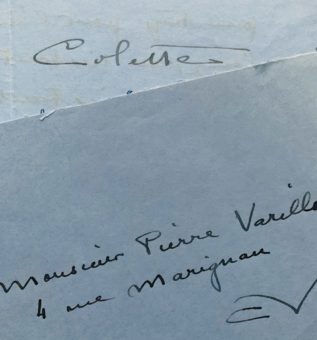 Colette
Monsieur Pierre Varillo
4 rue Marignan